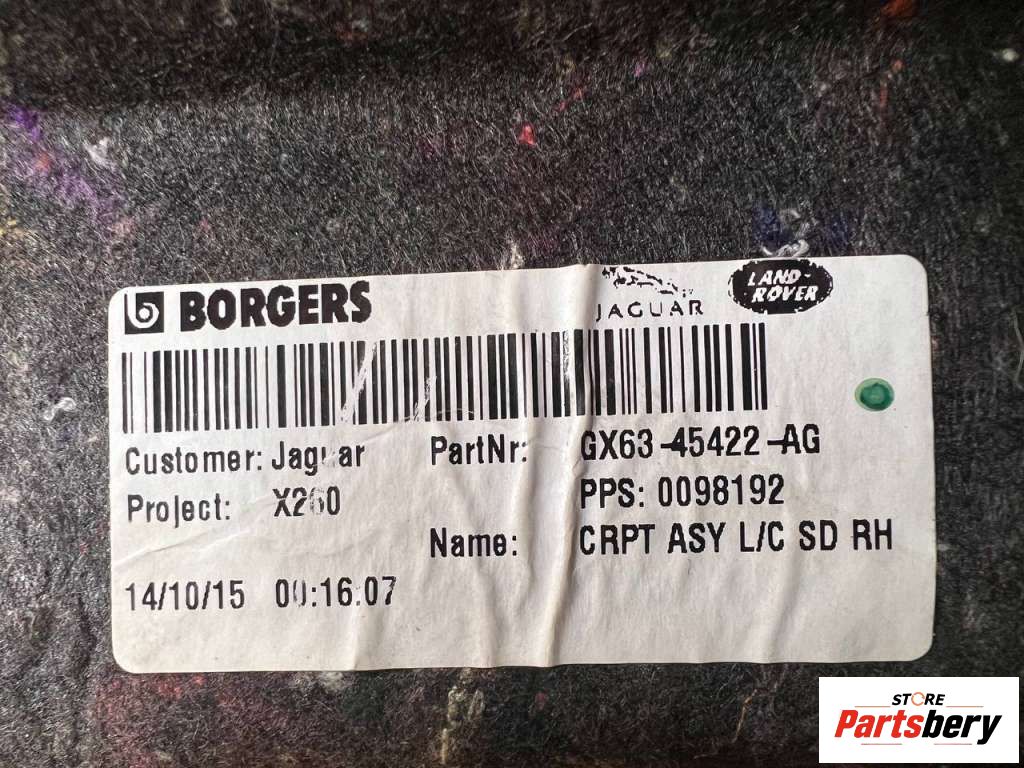 BORGERS
JAGUAR
LAND-
ROVER
Customer: Jaguar
PartNr: GX63-45422-AG
Project: X260
PPS: 0098192
Name: CRPT ASY L/C SD RH
14/10/15 00:16:07
STORE
Partsbery